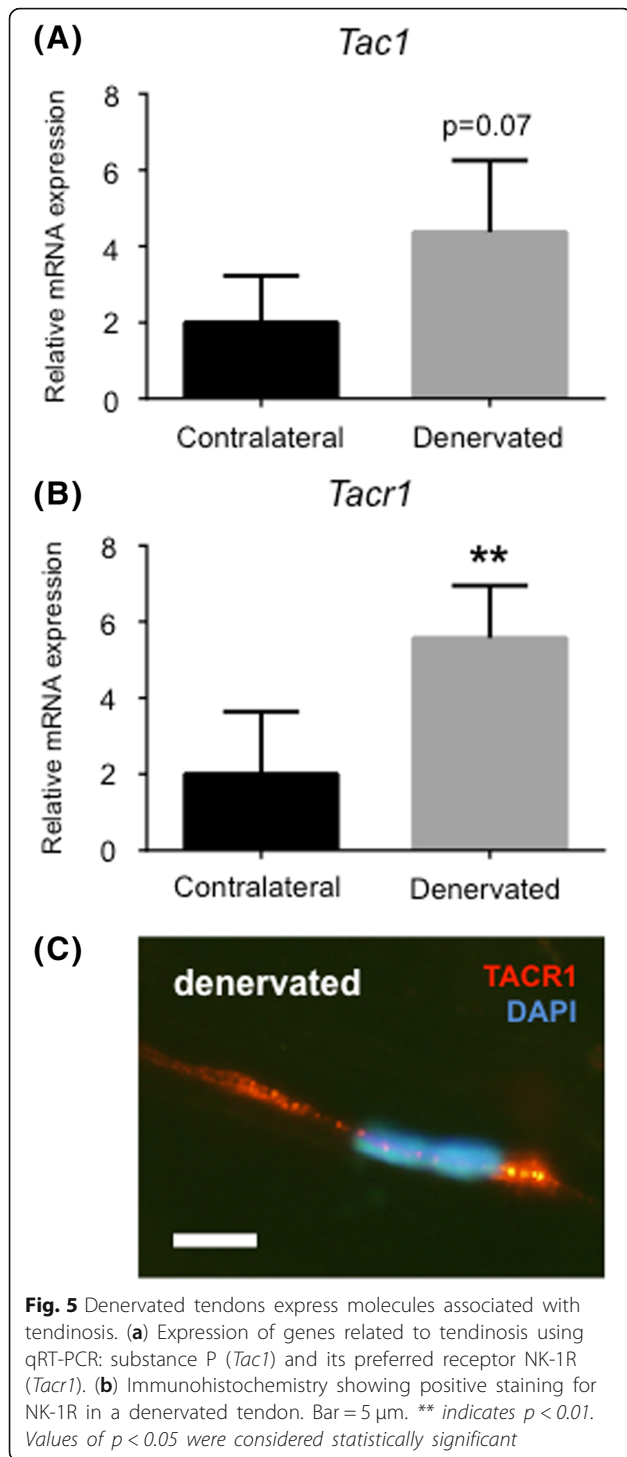 (A)
Tac1
Relative mRNA expression
8
6
4
2
0
p=0.07
Contralateral
Denervated
(B)
Tacr1
Relative mRNA expression
8
6
4
2
0
**
Contralateral
Denervated
(C)
denervated
TACR1
DAPI
Fig. 5 Denervated tendons express molecules associated with
tendinosis. (a) Expression of genes related to tendinosis using
qRT-PCR: substance P (Tac1) and its preferred receptor NK-1R
(Tacr1). (b) Immunohistochemistry showing positive staining for
NK-1R in a denervated tendon. Bar = 5 μm. ** indicates p < 0.01.
Values of p < 0.05 were considered statistically significant